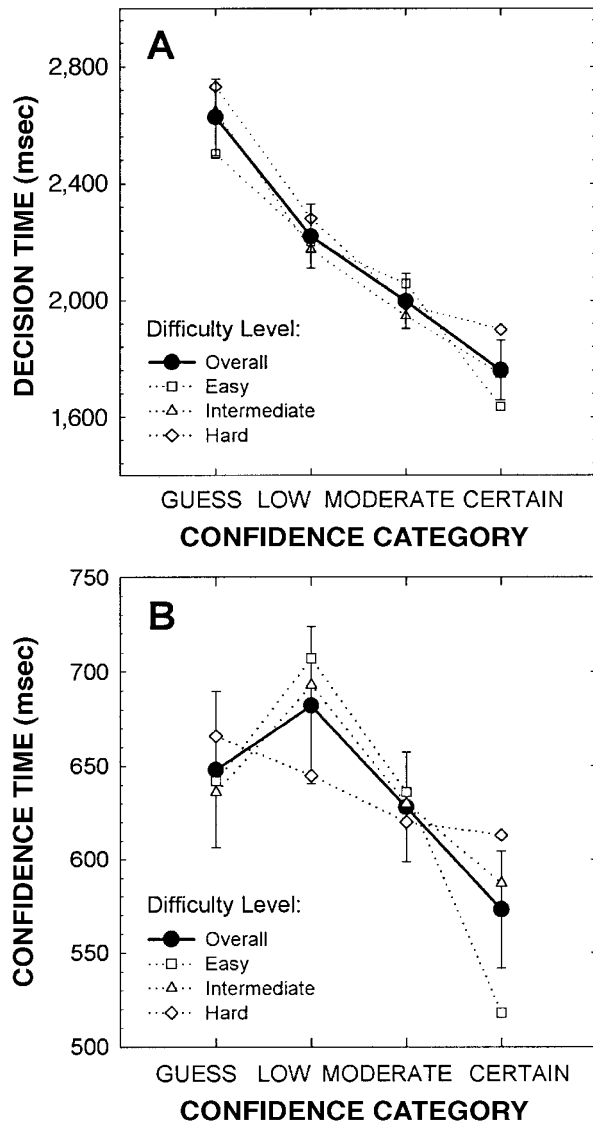 A
2,800
2,400
2,000
1,600
DECISION TIME (msec)
Difficulty Level:
Overall
Easy
Intermediate
Hard
GUESS LOW MODERATE CERTAIN
CONFIDENCE CATEGORY
B
750
700
650
600
550
500
CONFIDENCE TIME (msec)
Difficulty Level:
Overall
Easy
Intermediate
Hard
GUESS LOW MODERATE CERTAIN
CONFIDENCE CATEGORY